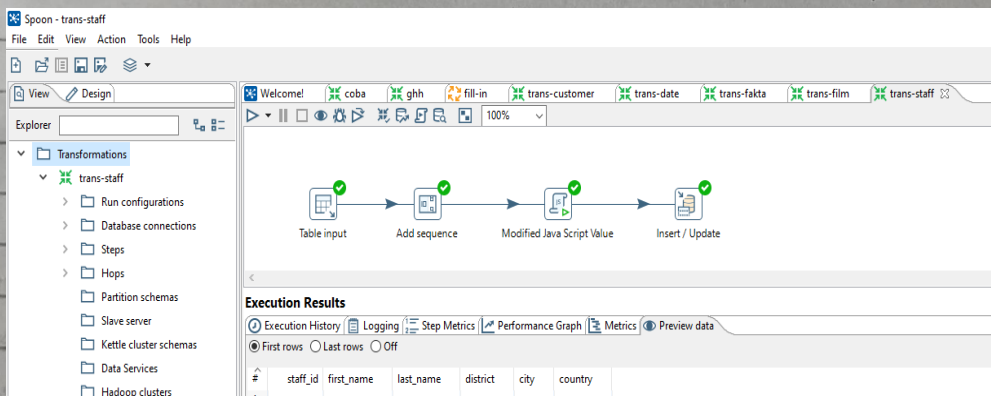 Spoon - trans-staff
File Edit View Action Tools Help
View Design
Explorer
Transformations
trans-staff
Run configurations
Database connections
Steps
Hops
Partition schemas
Slave server
Kettle cluster schemas
Data Services
Hadoop clusters
Welcome! coba ghh fill-in trans-customer trans-date trans-fakta trans-film trans-staff
100%
Table input Add sequence Modified Java Script Value Insert / Update
Execution Results
Execution History Logging Step Metrics Performance Graph Metrics Preview data
First rows Last rows Off
# staff_id first_name last_name district city country